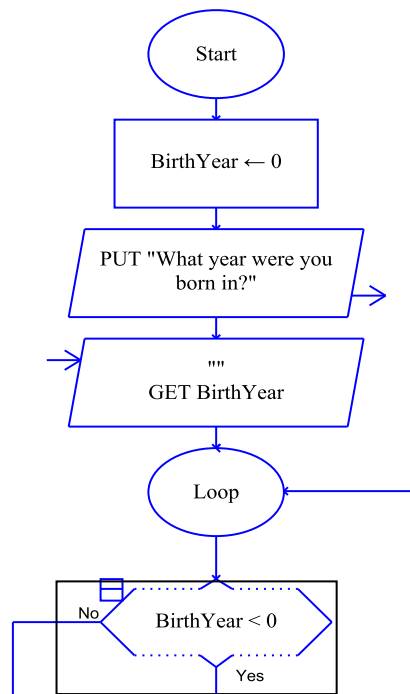 Start
BirthYear ← 0
PUT "What year were you
born in?"
""
GET BirthYear
Loop
No
BirthYear < 0
Yes